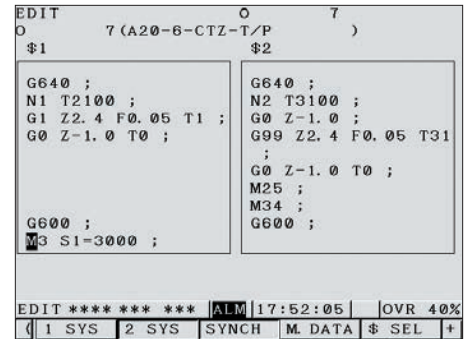 EDIT O 7
O 7(A20-6-CTZ-T/P )
$1 $2
G640 ;
N1 T2100 ;
G1 Z2.4 F0.05 T1 ;
G0 Z-1.0 T0 ;
G600 ;
M3 S1=3000 ;
G640 ;
N2 T3100 ;
G0 Z-1.0 ;
G99 Z2.4 F0.05 T31
;
G0 Z-1.0 T0 ;
M25 ;
M34 ;
G600 ;
EDIT **** *** *** ALM 17:52:05 OVR 40%
( 1 SYS 2 SYS SYNCH M. DATA $ SEL +